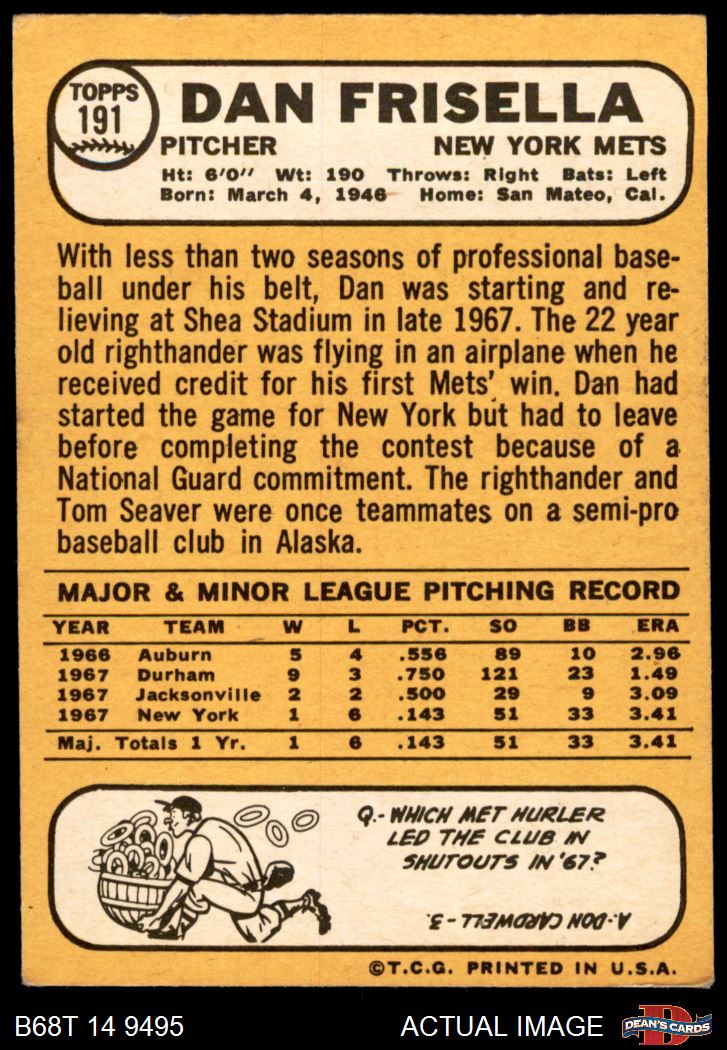 TOPPS
191
DAN FRISELLA
PITCHER NEW YORK METS
Ht: 6'0" Wt: 190 Throws: Right Bats: Left
Born: March 4, 1946 Home: San Mateo, Cal.
With less than two seasons of professional base-
ball under his belt, Dan was starting and re-
lieving at Shea Stadium in late 1967. The 22 year
old righthander was flying in an airplane when he
received credit for his first Mets' win. Dan had
started the game for New York but had to leave
before completing the contest because of a
National Guard commitment. The righthander and
Tom Seaver were once teammates on a semi-pro
baseball club in Alaska.
MAJOR & MINOR LEAGUE PITCHING RECORD
YEAR TEAM W L PCT. SO BB ERA
1966 Auburn 5 4 .556 89 10 2.96
1967 Durham 9 3 .750 121 23 1.49
1967 Jacksonville 2 2 .500 29 9 3.09
1967 New York 1 6 .143 51 33 3.41
Maj. Totals 1 Yr. 1 6 .143 51 33 3.41
Q.- WHICH MET HURLER
LED THE CLUB IN
SHUTOUTS IN '67?
A.- DON CARDWELL - 3.
©T.C.G. PRINTED IN U.S.A.
B68T 14 9495 ACTUAL IMAGE
D
DEAN'S CARDS